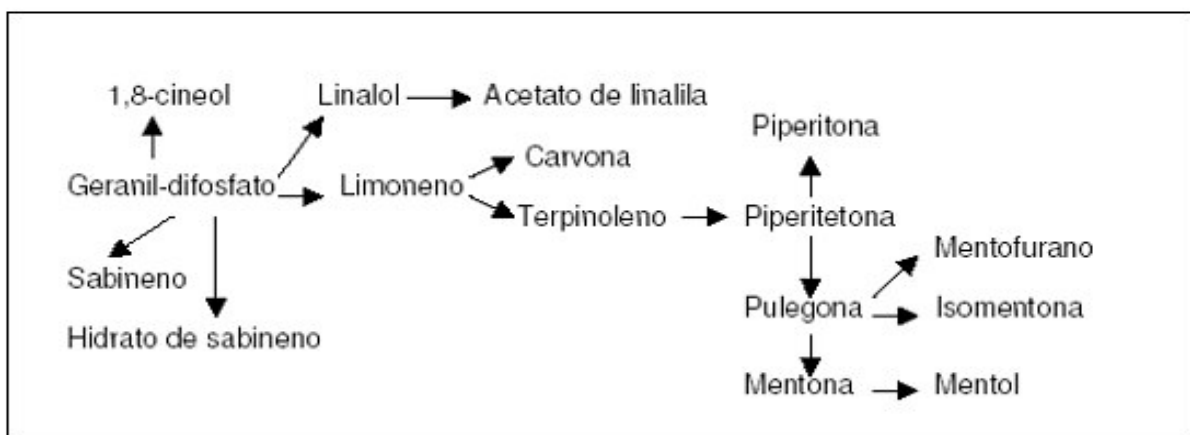 1,8-cineol Linalol Acetato de linalila
Piperitona
Carvona
Geranil-difosfato Limoneno
Terpinoleno Piperitetona
Mentofurano
Sabineno
Pulegona Isomentona
Hidrato de sabineno
Mentona Mentol